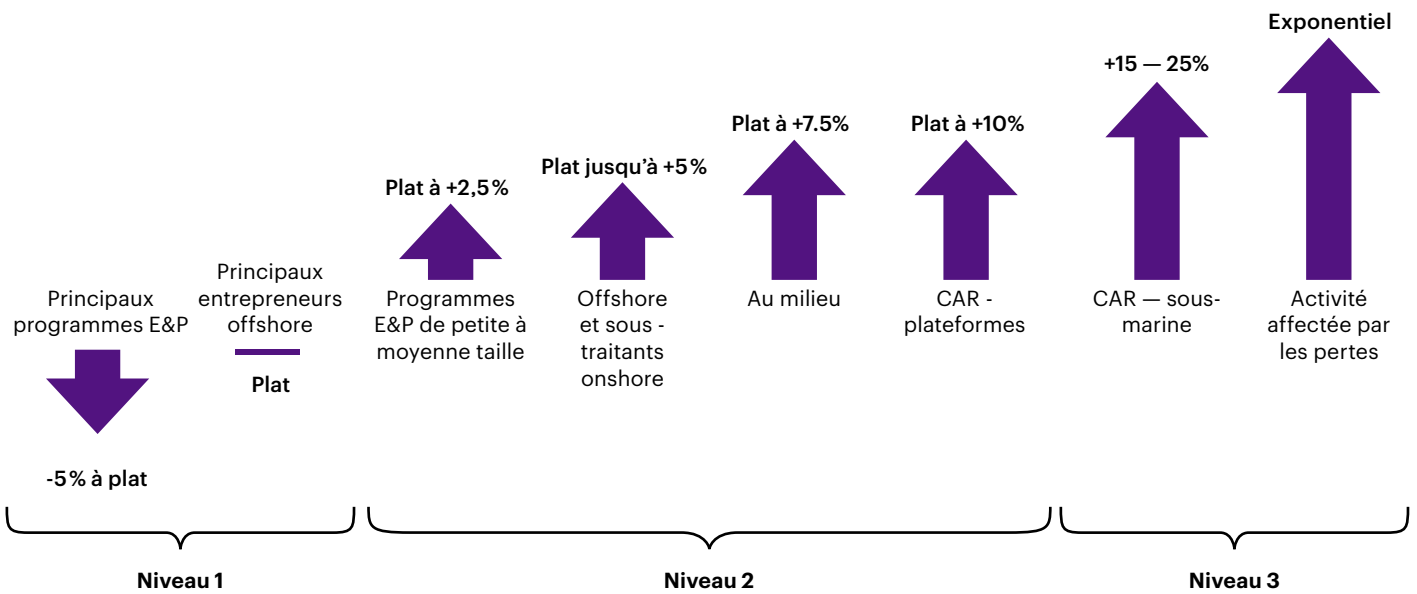 Principaux
programmes E&P
-5% à plat
Principaux
entrepreneurs
offshore
Plat
Plat à +2,5%
Programmes
E&P de petite à
moyenne taille
Plat jusqu'à +5%
Offshore
et sous -
traitants
onshore
Plat à +7.5%
Au milieu
Plat à +10%
CAR -
plateformes
+15 — 25%
CAR — sous-
marine
Exponentiel
Activité
affectée par
les pertes
Niveau 1
Niveau 2
Niveau 3